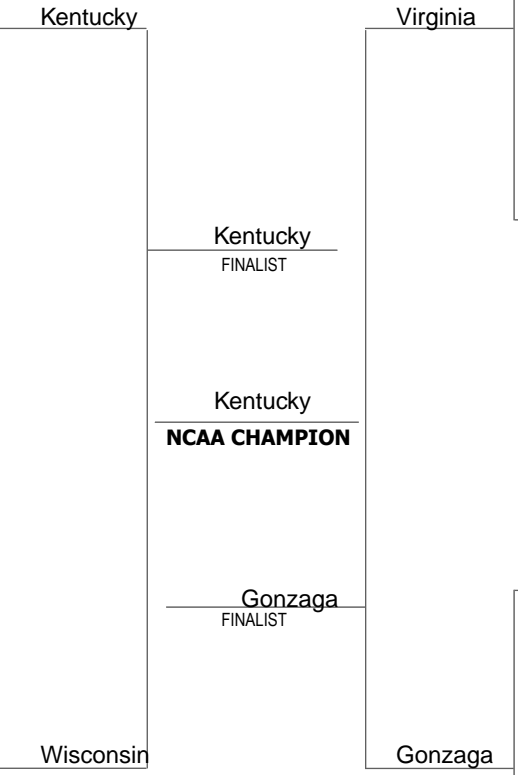 Kentucky
Virginia
Kentucky
FINALIST
Kentucky
NCAA CHAMPION
Gonzaga
FINALIST
Wisconsin
Gonzaga